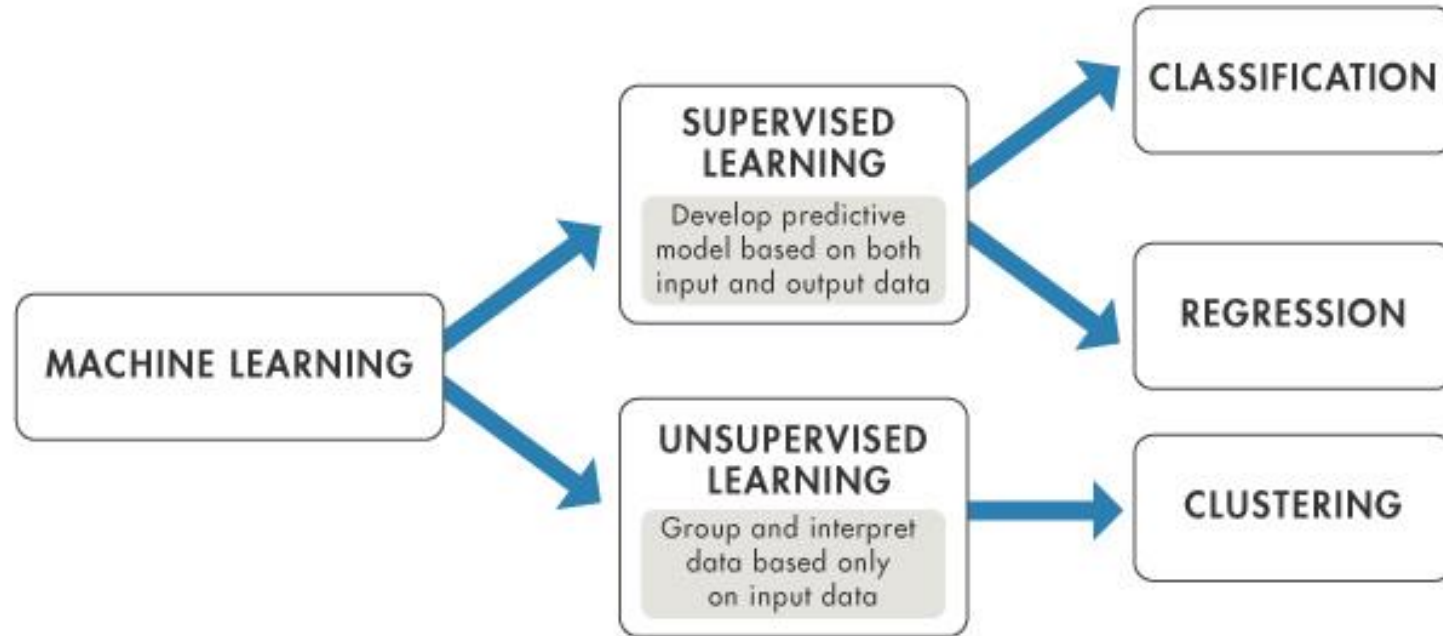 MACHINE LEARNING
SUPERVISED
LEARNING
Develop predictive
model based on both
input and output data
UNSUPERVISED
LEARNING
Group and interpret
data based only
on input data
CLASSIFICATION
REGRESSION
CLUSTERING